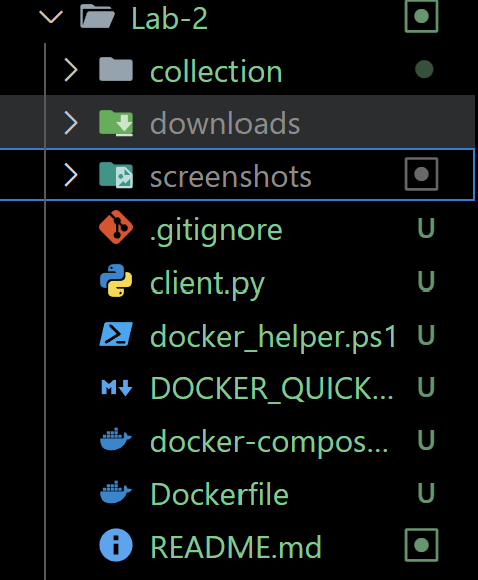 Lab-2
collection
downloads
screenshots
.gitignore U
client.py U
docker_helper.ps1 U
DOCKER_QUICK... U
docker-compos... U
Dockerfile U
README.md